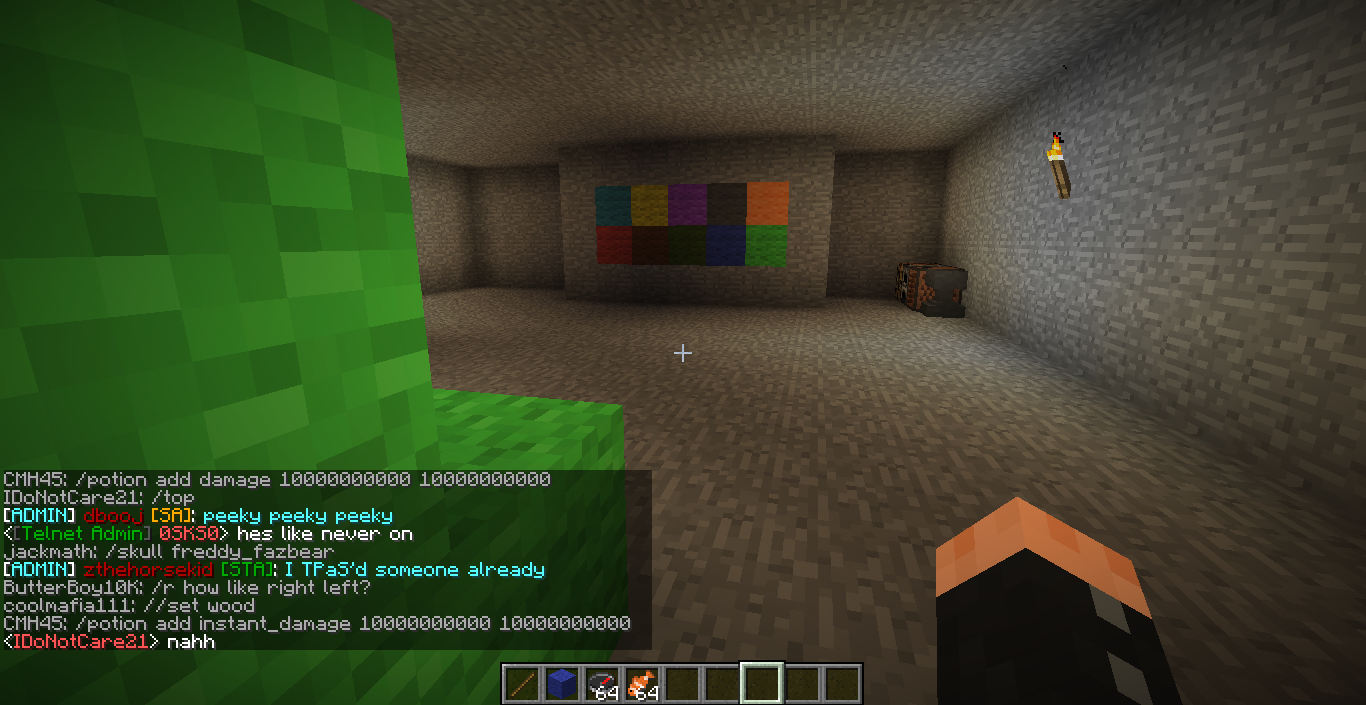 CMH45: /potion add damage 10000000000 10000000000
IDoNotCare21: /top
[ADMIN] dbooj [SA]: peeky peeky peeky
<[Telnet Admin] 0SKS0> hes like never on
jackmath: /skull freddy_fazbear
[ADMIN] zthehorsekid [STA]: I TPaS'd someone already
ButterBoy10K: /r how like right left?
coolmafia111: //set wood
CMH45: /potion add instant_damage 10000000000 10000000000
<IDoNotCare21> nahh
64 64